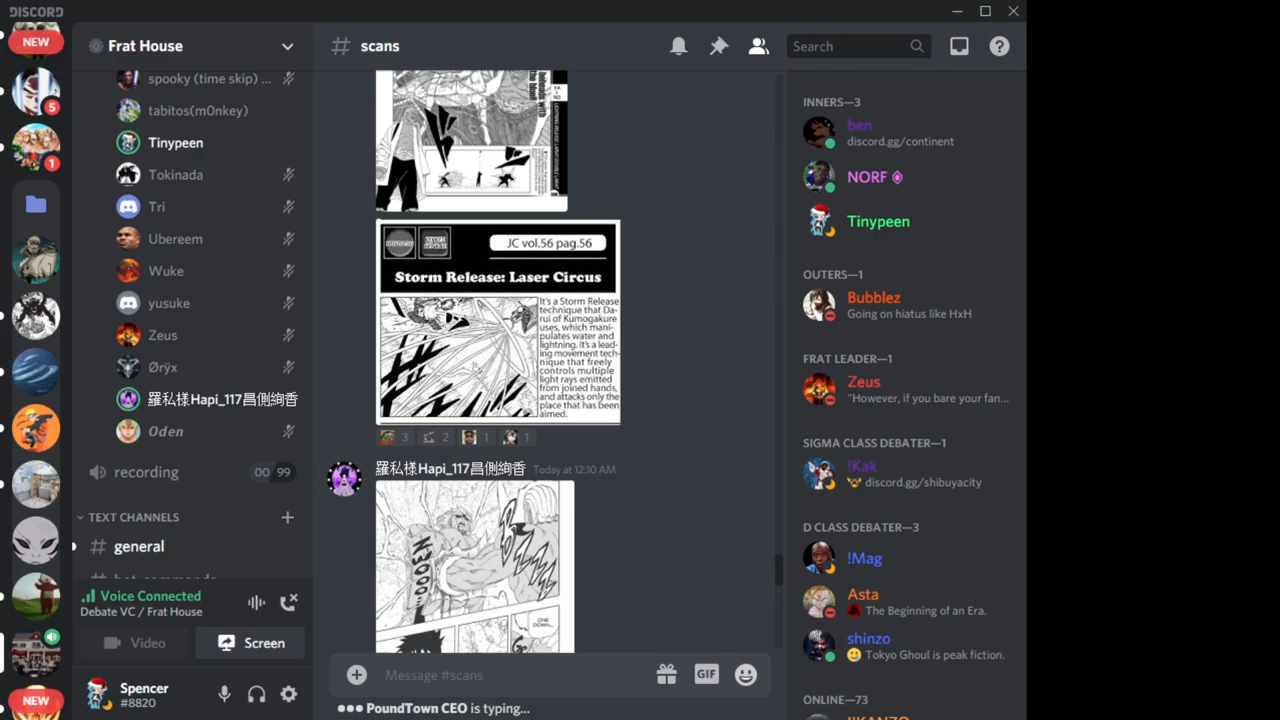 DISCORD
NEW
5
1
NEW
Frat House
spooky (time skip) ...
tabitos(m0nkey)
Tinypeen
Tokinada
Tri
Ubereem
Wuke
yusuke
Zeus
Ørÿx
羅私様Hapi_117昌側絢香
Oden
recording
00 99
TEXT CHANNELS
general
Voice Connected
Debate VC / Frat House
Video
Screen
Spencer
#8820
scans
Search
JC vol.56 pag.56
Storm Release: Laser Circus
It's a Storm Release
technique that Da-
rui of Kumogakure
uses, which mani-
pulates water and
lightning. It's a lead-
ing movement tech-
nique that freely
controls multiple
light rays emitted
from joined hands,
and attacks only the
place that has been
aimed.
3
2
1
1
羅私様Hapi_117昌側絢香 Today at 12:10 AM
ONE
DOWN...
Message #scans
GIF
PoundTown CEO is typing...
INNERS—3
ben
discord.gg/continent
NORF
Tinypeen
OUTERS—1
Bubblez
Going on hiatus like HxH
FRAT LEADER—1
Zeus
"However, if you bare your fan...
SIGMA CLASS DEBATER—1
!Kak
discord.gg/shibuyacity
D CLASS DEBATER—3
!Mag
Asta
The Beginning of an Era.
shinzo
Tokyo Ghoul is peak fiction.
ONLINE—73